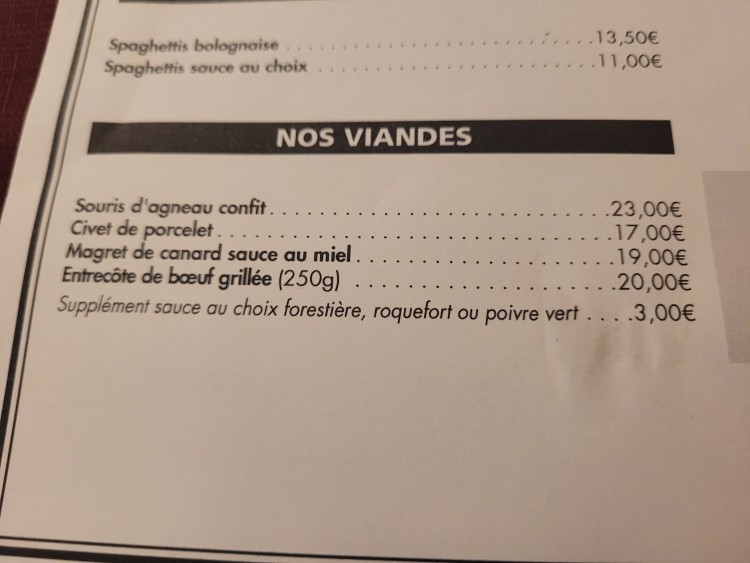 Spaghettis bolognaise . . . . . . . . . . . . . . . . . . . . . . . . . . . .13,50€
Spaghettis sauce au choix . . . . . . . . . . . . . . . . . . . . . . . . .11,00€
NOS VIANDES
Souris d'agneau confit . . . . . . . . . . . . . . . . . . . . . . . . . . .23,00€
Civet de porcelet . . . . . . . . . . . . . . . . . . . . . . . . . . . . . . .17,00€
Magret de canard sauce au miel . . . . . . . . . . . . . . . . . . . .19,00€
Entrecôte de bœuf grillée (250g) . . . . . . . . . . . . . . . . . . . .20,00€
Supplément sauce au choix forestière, roquefort ou poivre vert . . . .3,00€